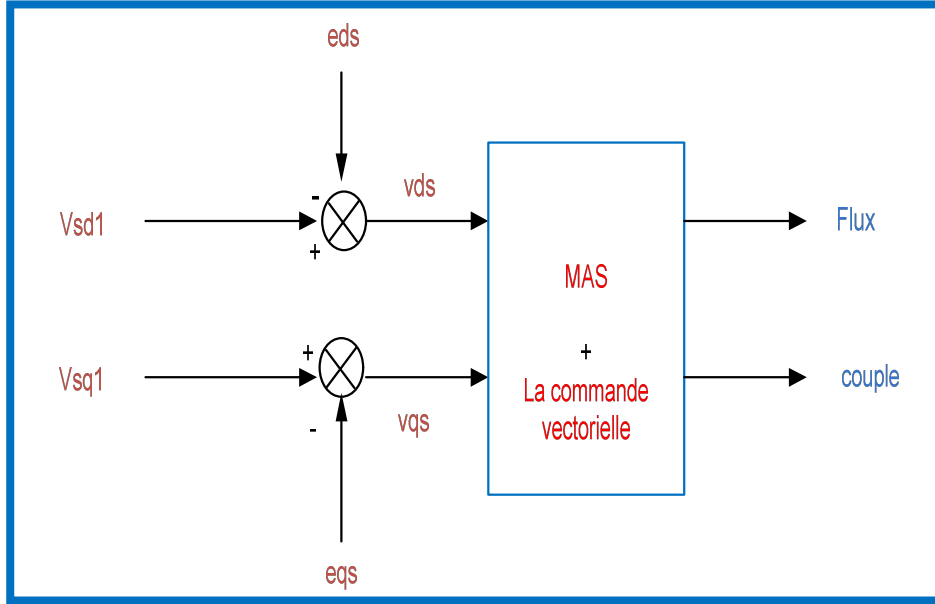 eds
-
vds
Vsd1
+
Flux
MAS
+
La commande
vectorielle
+
Vsq1
-
vqs
couple
eqs